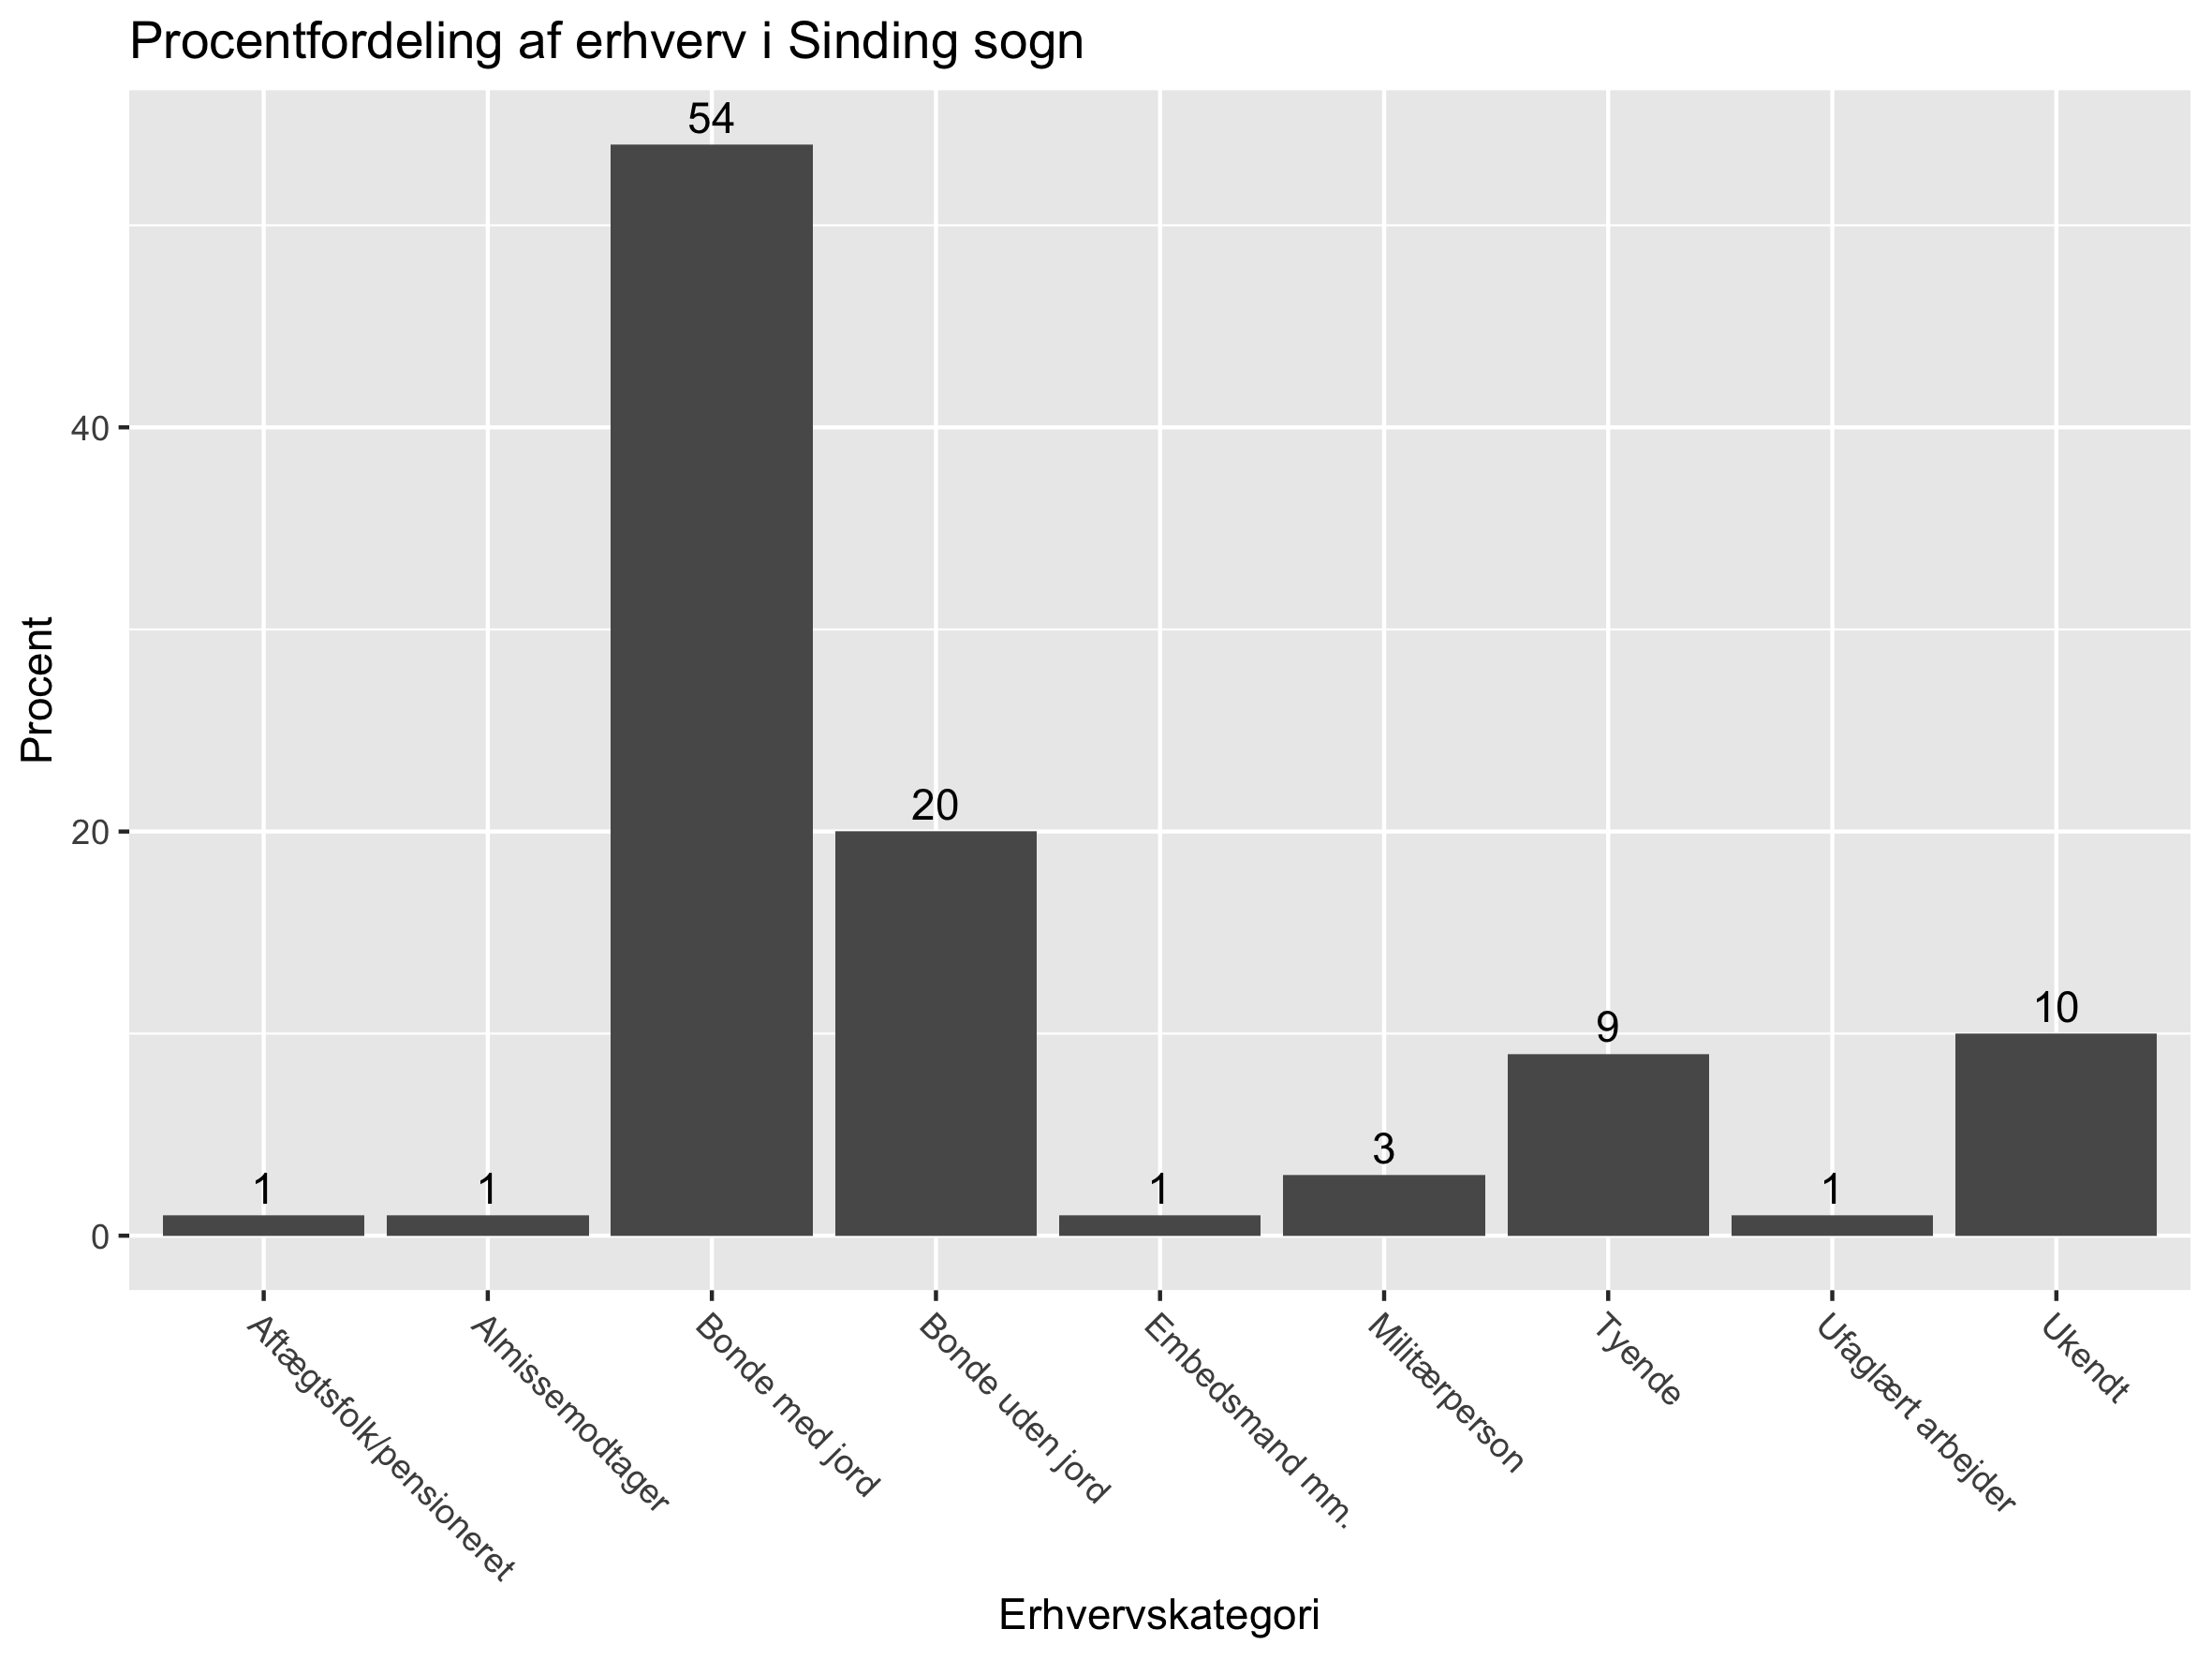 Procentfordeling af erhverv i Sinding sogn
54
20
1
1
1
3
9
1
10
Procent
40
20
0
Aftægtsfolk/pensioneret
Almissemodtager
Bonde med jord
Bonde uden jord
Embedsmand mm.
Militærperson
Tyende
Ufaglært arbejder
Ukendt
Erhvervskategori